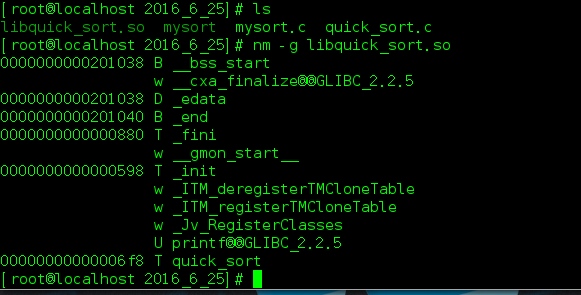 [root@localhost 2016_6_25]# ls
libquick_sort.so  mysort  mysort.c  quick_sort.c
[root@localhost 2016_6_25]# nm -g libquick_sort.so
0000000000201038 B __bss_start
                 w __cxa_finalize@@GLIBC_2.2.5
0000000000201038 D _edata
0000000000201040 B _end
0000000000000880 T _fini
                 w __gmon_start__
0000000000000598 T _init
                 w _ITM_deregisterTMCloneTable
                 w _ITM_registerTMCloneTable
                 w _Jv_RegisterClasses
                 U printf@@GLIBC_2.2.5
00000000000006f8 T quick_sort
[root@localhost 2016_6_25]#